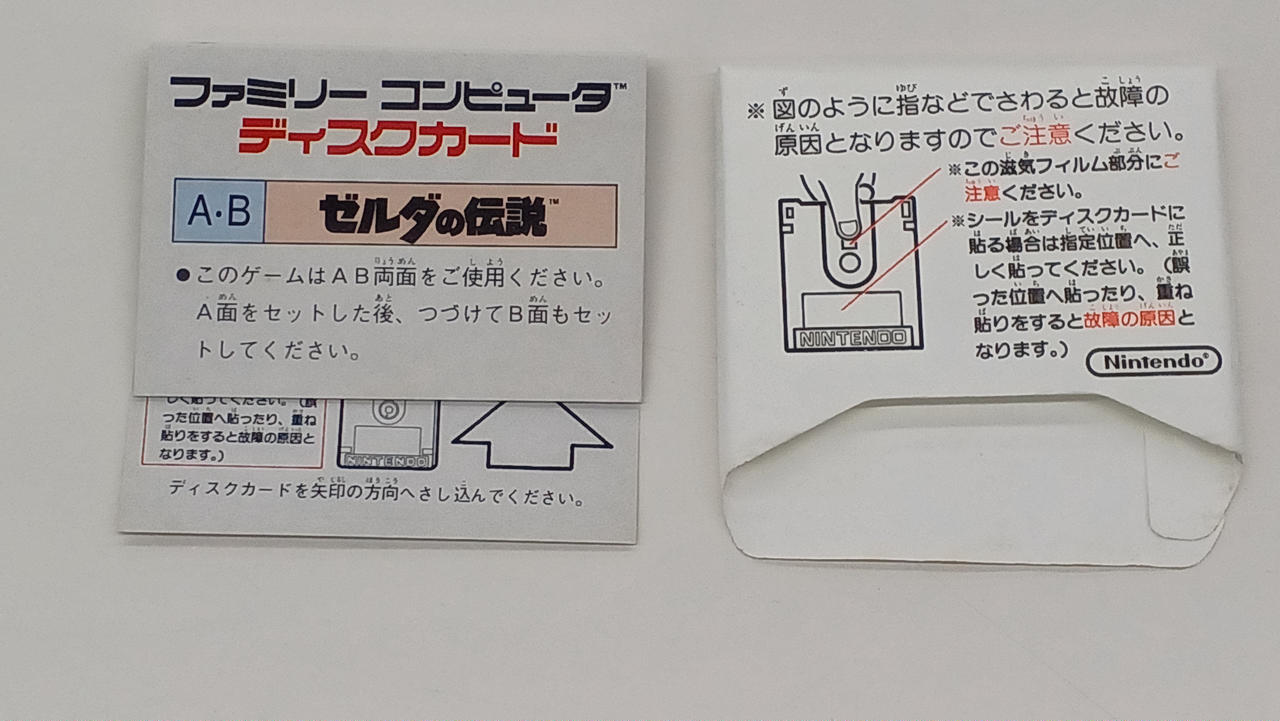 ファミリー コンピュータ™
ディスクカード
A・B ゼルダの伝説™
●このゲームはAB両面をご使用ください。
A面をセットした後、つづけてB面もセッ
トしてください。
しく貼ってください。(誤
った位置へ貼ったり、重ね
貼りをすると故障の原因と
なります。)
NINTENDO
ディスクカードを矢印の方向へさし込んでください。
※図のように指などでさわると故障の
原因となりますのでご注意ください。
※この滋気フィルム部分にご
注意ください。
※シールをディスクカードに
貼る場合は指定位置へ、正
しく貼ってください。(誤
った位置へ貼ったり、重ね
貼りをすると故障の原因と
なります。)
NINTENDO
Nintendo®